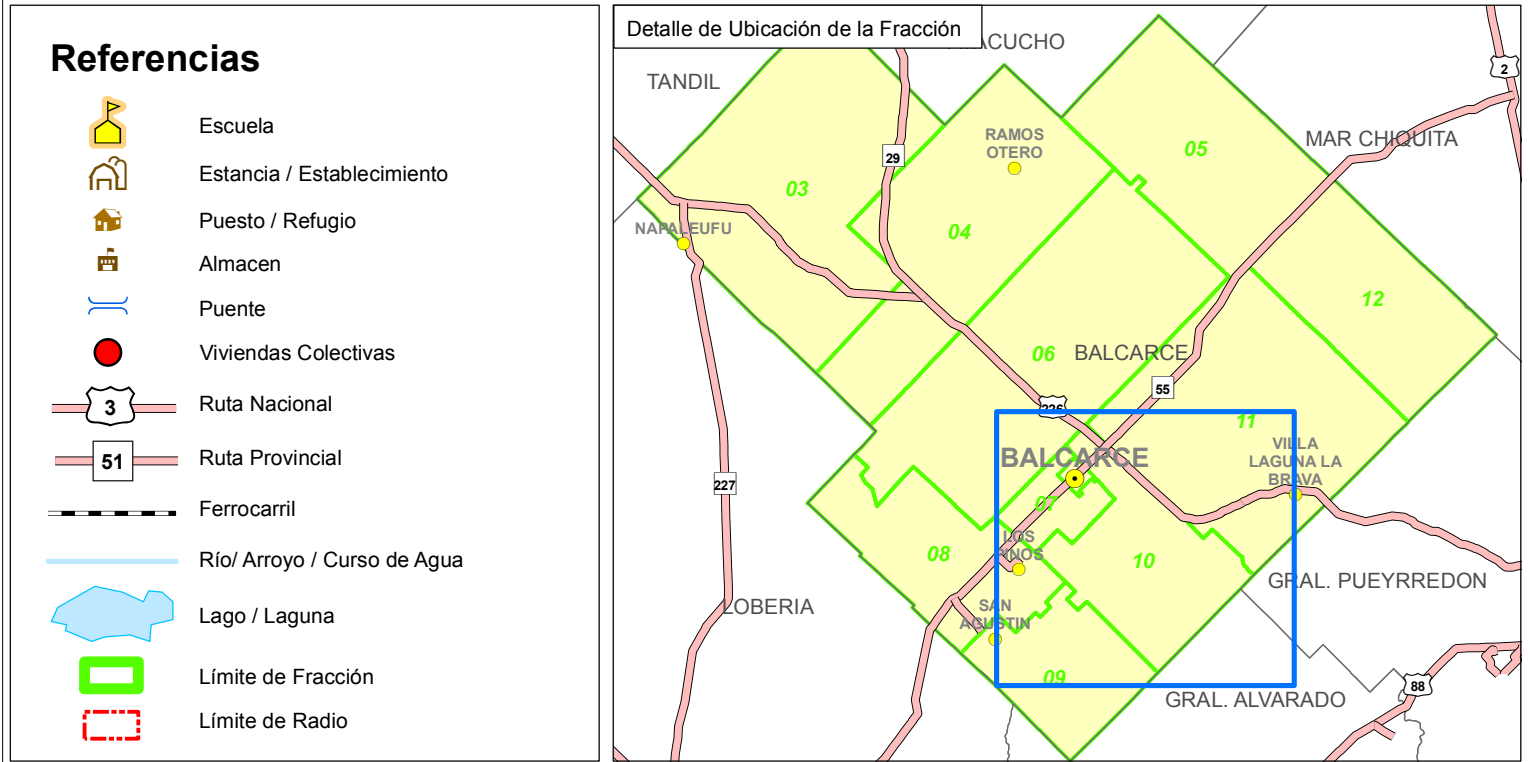 Referencias
Escuela
Estancia / Establecimiento
Puesto / Refugio
Almacen
Puente
Viviendas Colectivas
3
Ruta Nacional
51
Ruta Provincial
Ferrocarril
Río/ Arroyo / Curso de Agua
Lago / Laguna
Límite de Fracción
Límite de Radio
Detalle de Ubicación de la Fracción
TANDIL
2
MAR CHIQUITA
RAMOS
OTERO
05
29
03
NAPALEUFU
04
12
06
BALCARCE
55
226
11
VILLA
LAGUNA LA
BRAVA
BALCARCE
227
07
LOS
PINOS
08
10
GRAL. PUEYRREDON
LOBERIA
SAN
AGUSTIN
09
88
GRAL. ALVARADO